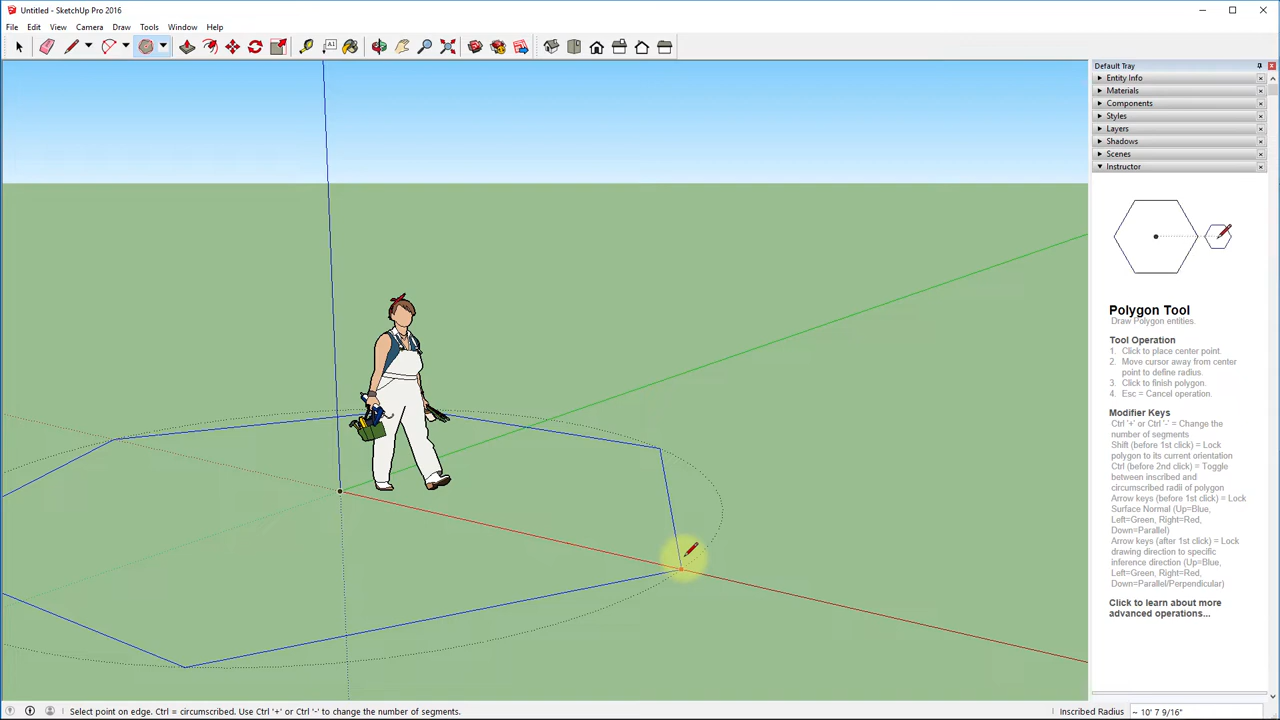 Untitled - SketchUp Pro 2016
File Edit View Camera Draw Tools Window Help
A1
Default Tray
Entity Info
Materials
Components
Styles
Layers
Shadows
Scenes
Instructor
Polygon Tool
Draw Polygon entities.
Tool Operation
1. Click to place center point.
2. Move cursor away from center
point to define radius.
3. Click to finish polygon.
4. Esc = Cancel operation.
Modifier Keys
Ctrl '+' or Ctrl '-' = Change the
number of segments
Shift (before 1st click) = Lock
polygon to its current orientation
Ctrl (before 2nd click) = Toggle
between inscribed and
circumscribed radii of polygon
Arrow keys (before 1st click) = Lock
Surface Normal (Up=Blue,
Left=Green, Right=Red,
Down=Parallel)
Arrow keys (after 1st click) = Lock
drawing direction to specific
inference direction (Up=Blue,
Left=Green, Right=Red,
Down=Parallel/Perpendicular)
Click to learn about more
advanced operations...
Select point on edge. Ctrl = circumscribed. Use Ctrl '+' or Ctrl '-' to change the number of segments. Inscribed Radius ~ 10' 7 9/16"